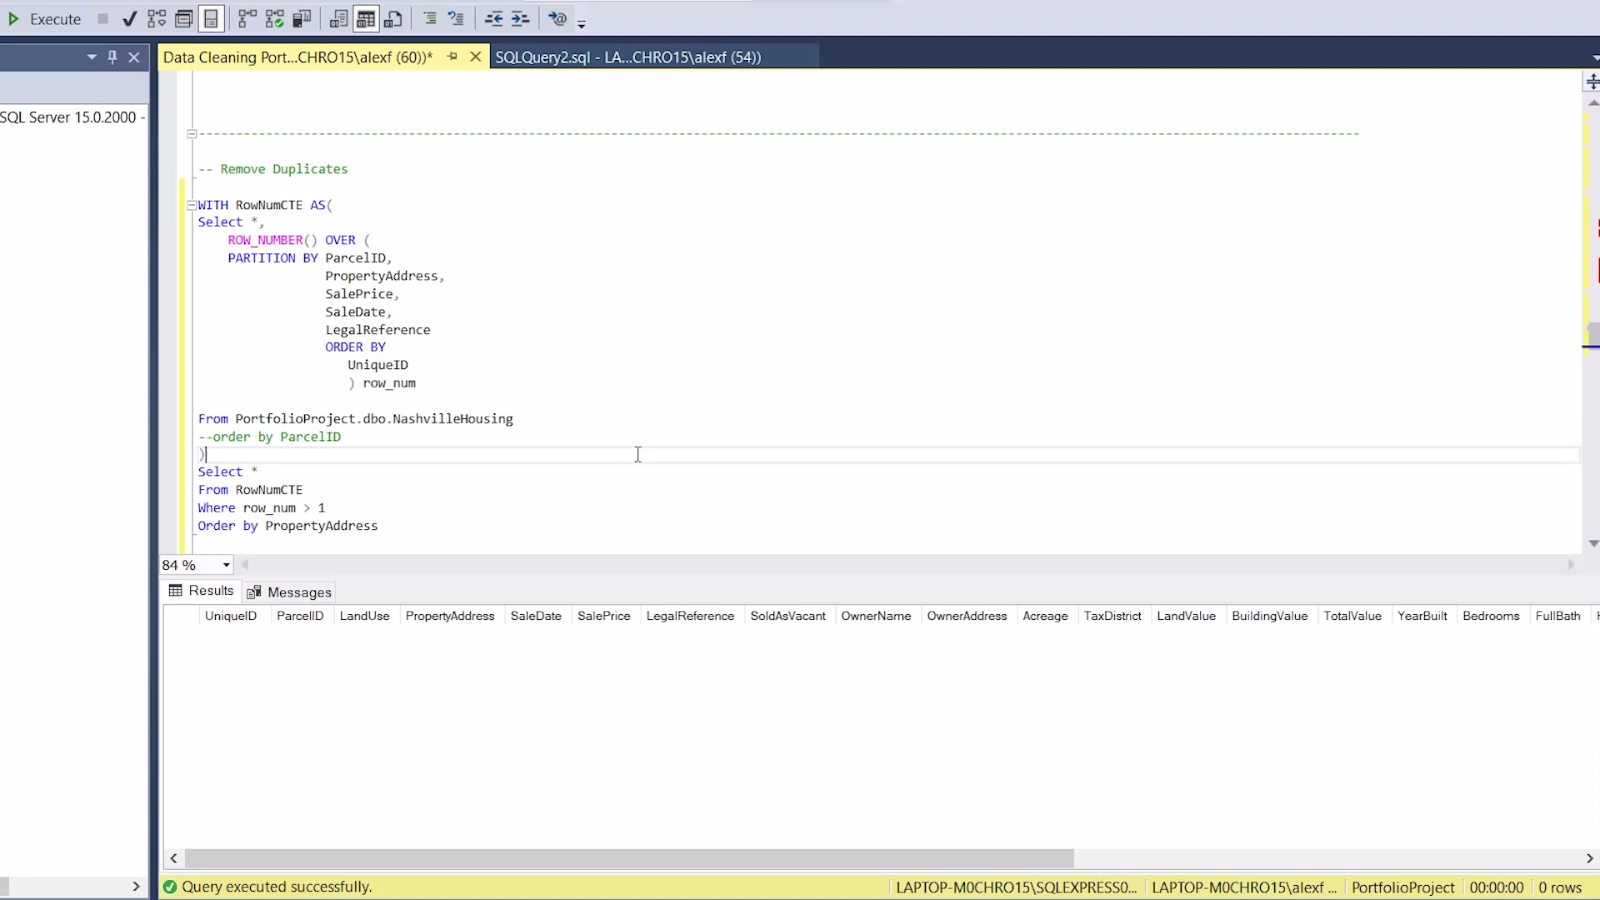 Execute
Data Cleaning Port...CHRO15\alexf (60))*
SQLQuery2.sql - LA...CHRO15\alexf (54))
SQL Server 15.0.2000 -
-- Remove Duplicates
WITH RowNumCTE AS(
Select *,
ROW_NUMBER() OVER (
PARTITION BY ParcelID,
PropertyAddress,
SalePrice,
SaleDate,
LegalReference
ORDER BY
UniqueID
) row_num
From PortfolioProject.dbo.NashvilleHousing
--order by ParcelID
)
Select *
From RowNumCTE
Where row_num > 1
Order by PropertyAddress
84 %
Results Messages
UniqueID ParcelID LandUse PropertyAddress SaleDate SalePrice LegalReference SoldAsVacant OwnerName OwnerAddress Acreage TaxDistrict LandValue BuildingValue TotalValue YearBuilt Bedrooms FullBath
Query executed successfully. LAPTOP-M0CHRO15\SQLEXPRESS0... LAPTOP-M0CHRO15\alexf ... PortfolioProject 00:00:00 0 rows